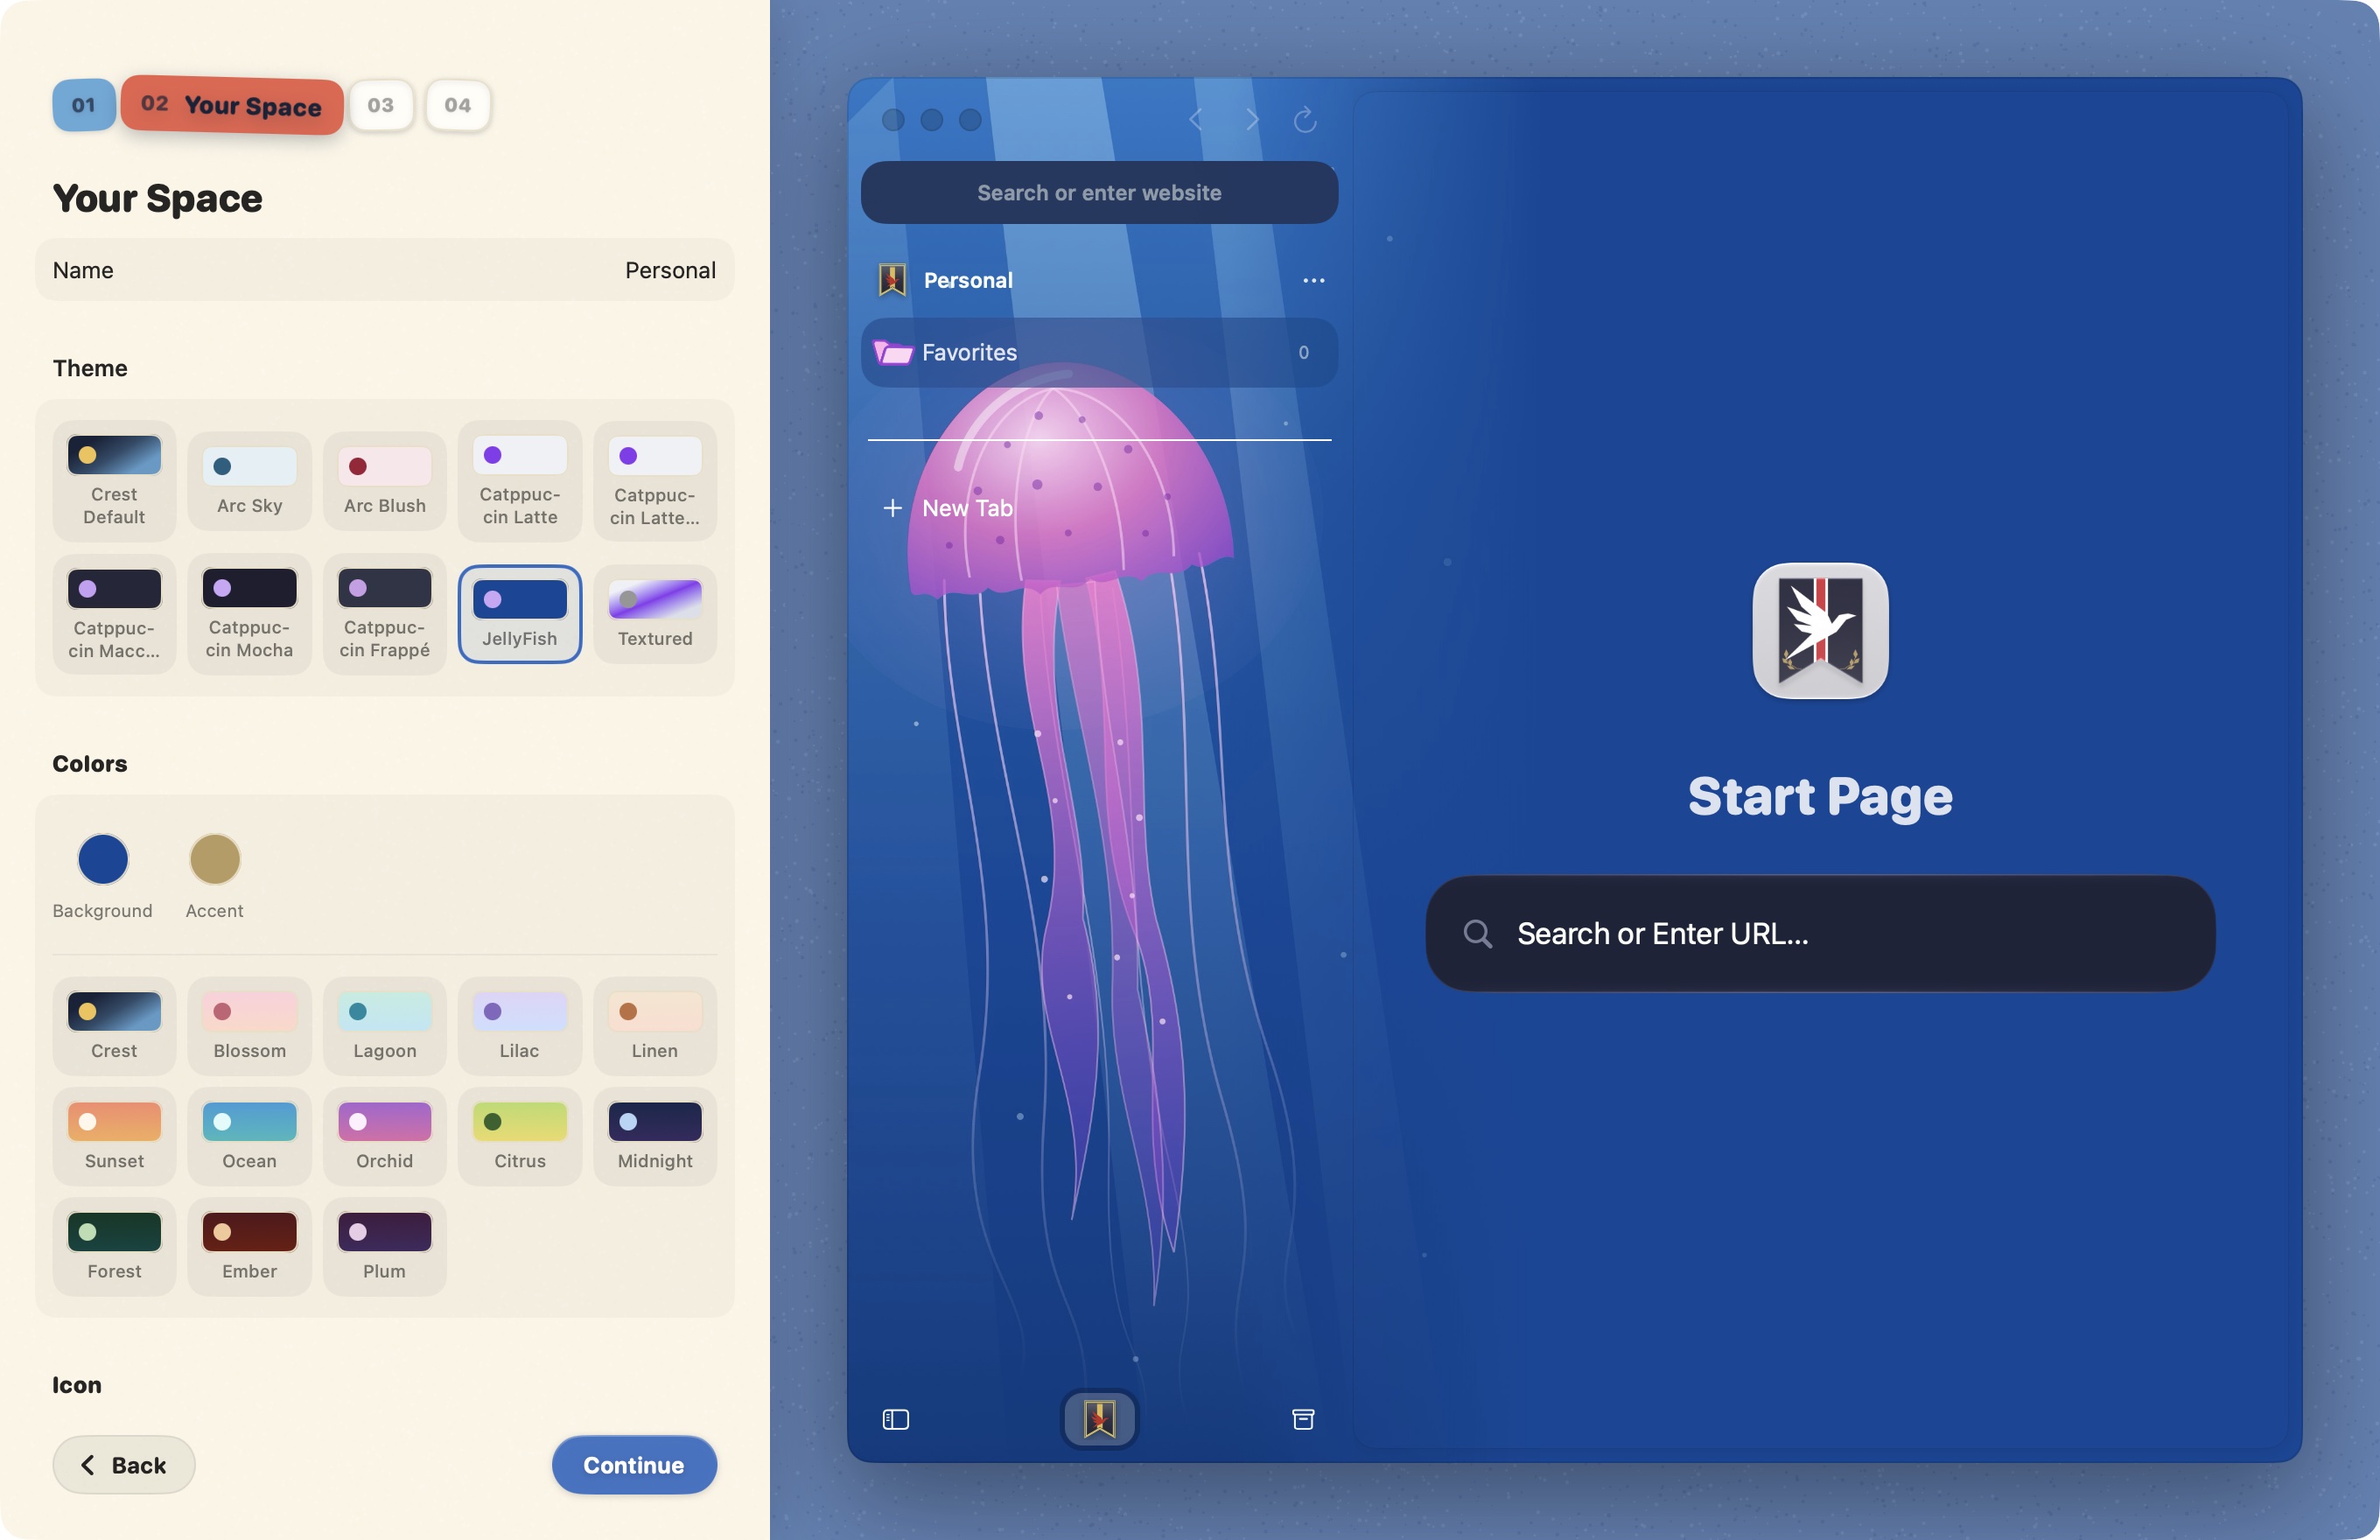 01
02 Your Space
03
04
Your Space
Name
Personal
Theme
Crest
Default
Arc Sky
Arc Blush
Catppuc-
cin Latte
Catppuc-
cin Latte...
Catppuc-
cin Macc...
Catppuc-
cin Mocha
Catppuc-
cin Frappé
JellyFish
Textured
Colors
Background
Accent
Crest
Blossom
Lagoon
Lilac
Linen
Sunset
Ocean
Orchid
Citrus
Midnight
Forest
Ember
Plum
Icon
Back
Continue
Search or enter website
Personal
Favorites
0
New Tab
Start Page
Search or Enter URL...